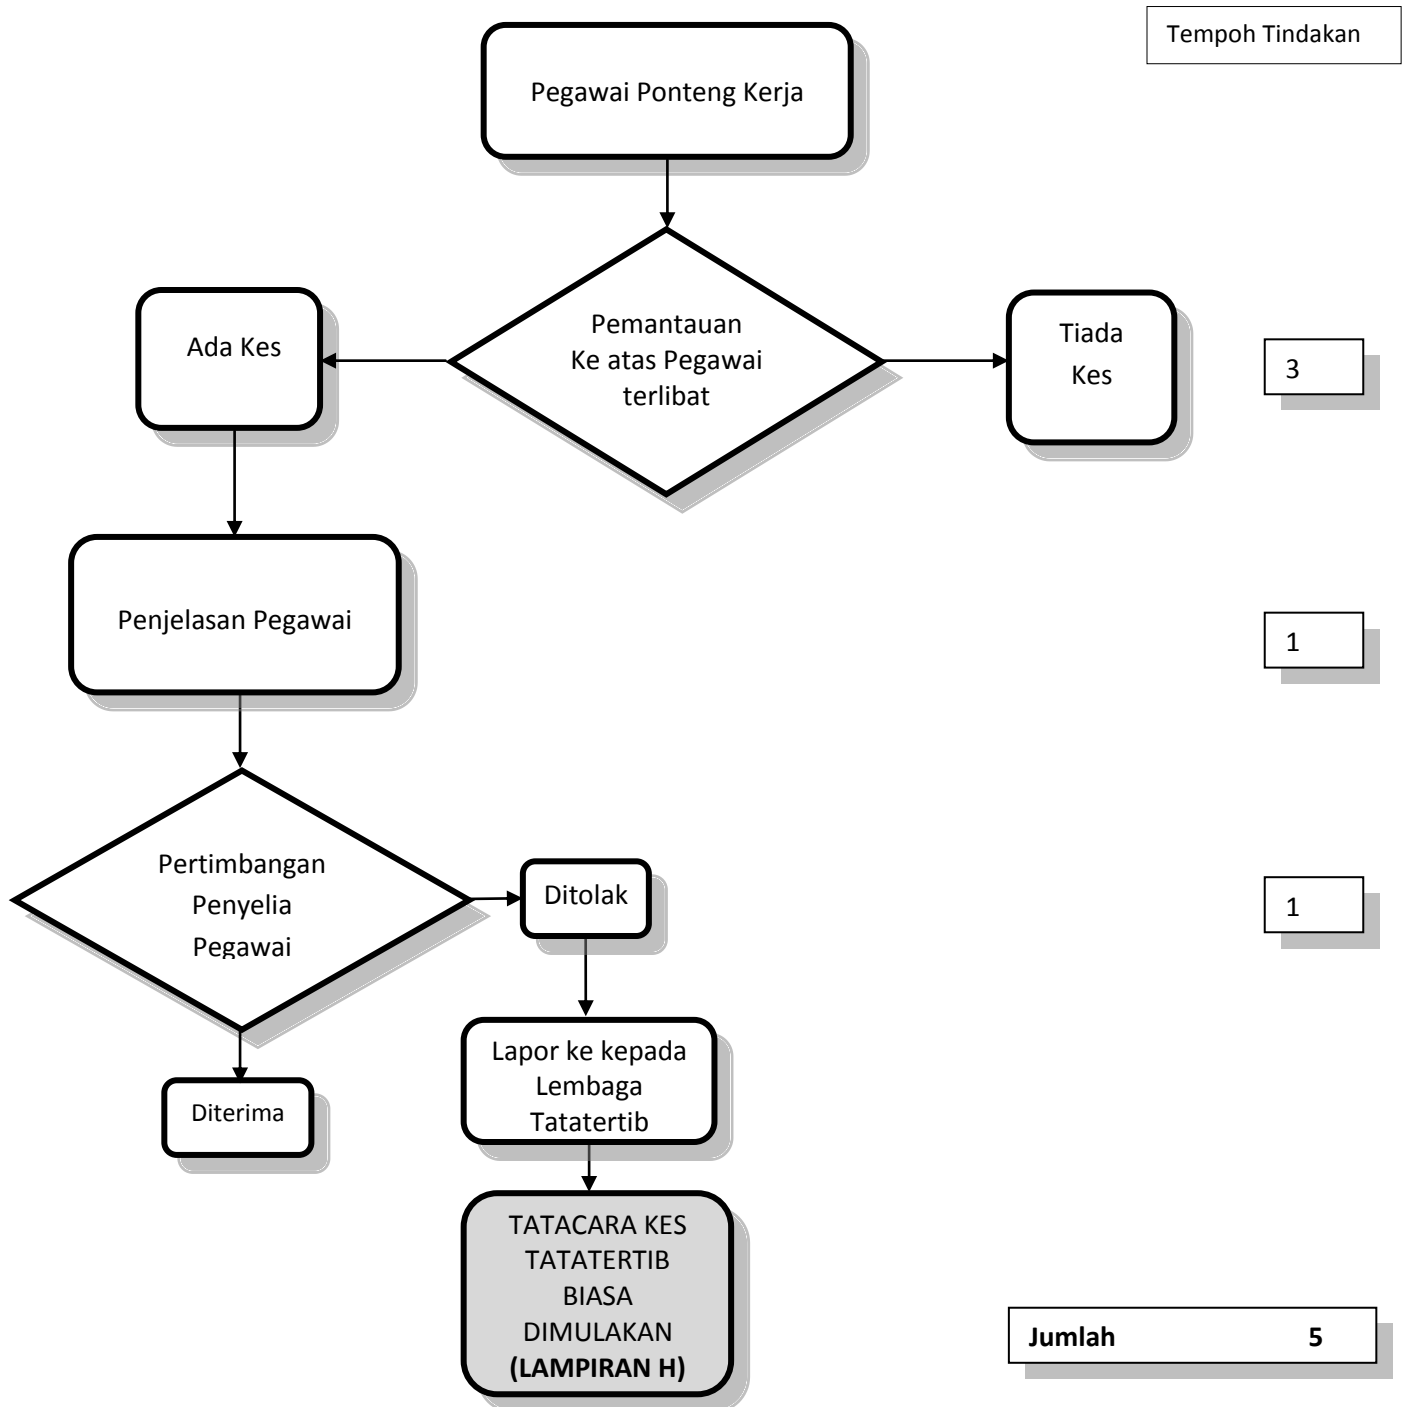 Tempoh Tindakan
Pegawai Ponteng Kerja
Ada Kes
Pemantauan
Ke atas Pegawai
terlibat
Tiada
Kes
3
Penjelasan Pegawai
1
Pertimbangan
Penyelia
Pegawai
Ditolak
1
Lapor ke kepada
Lembaga
Tatatertib
Diterima
TATACARA KES
TATATERTIB
BIASA
DIMULAKAN
(LAMPIRAN H)
Jumlah 5